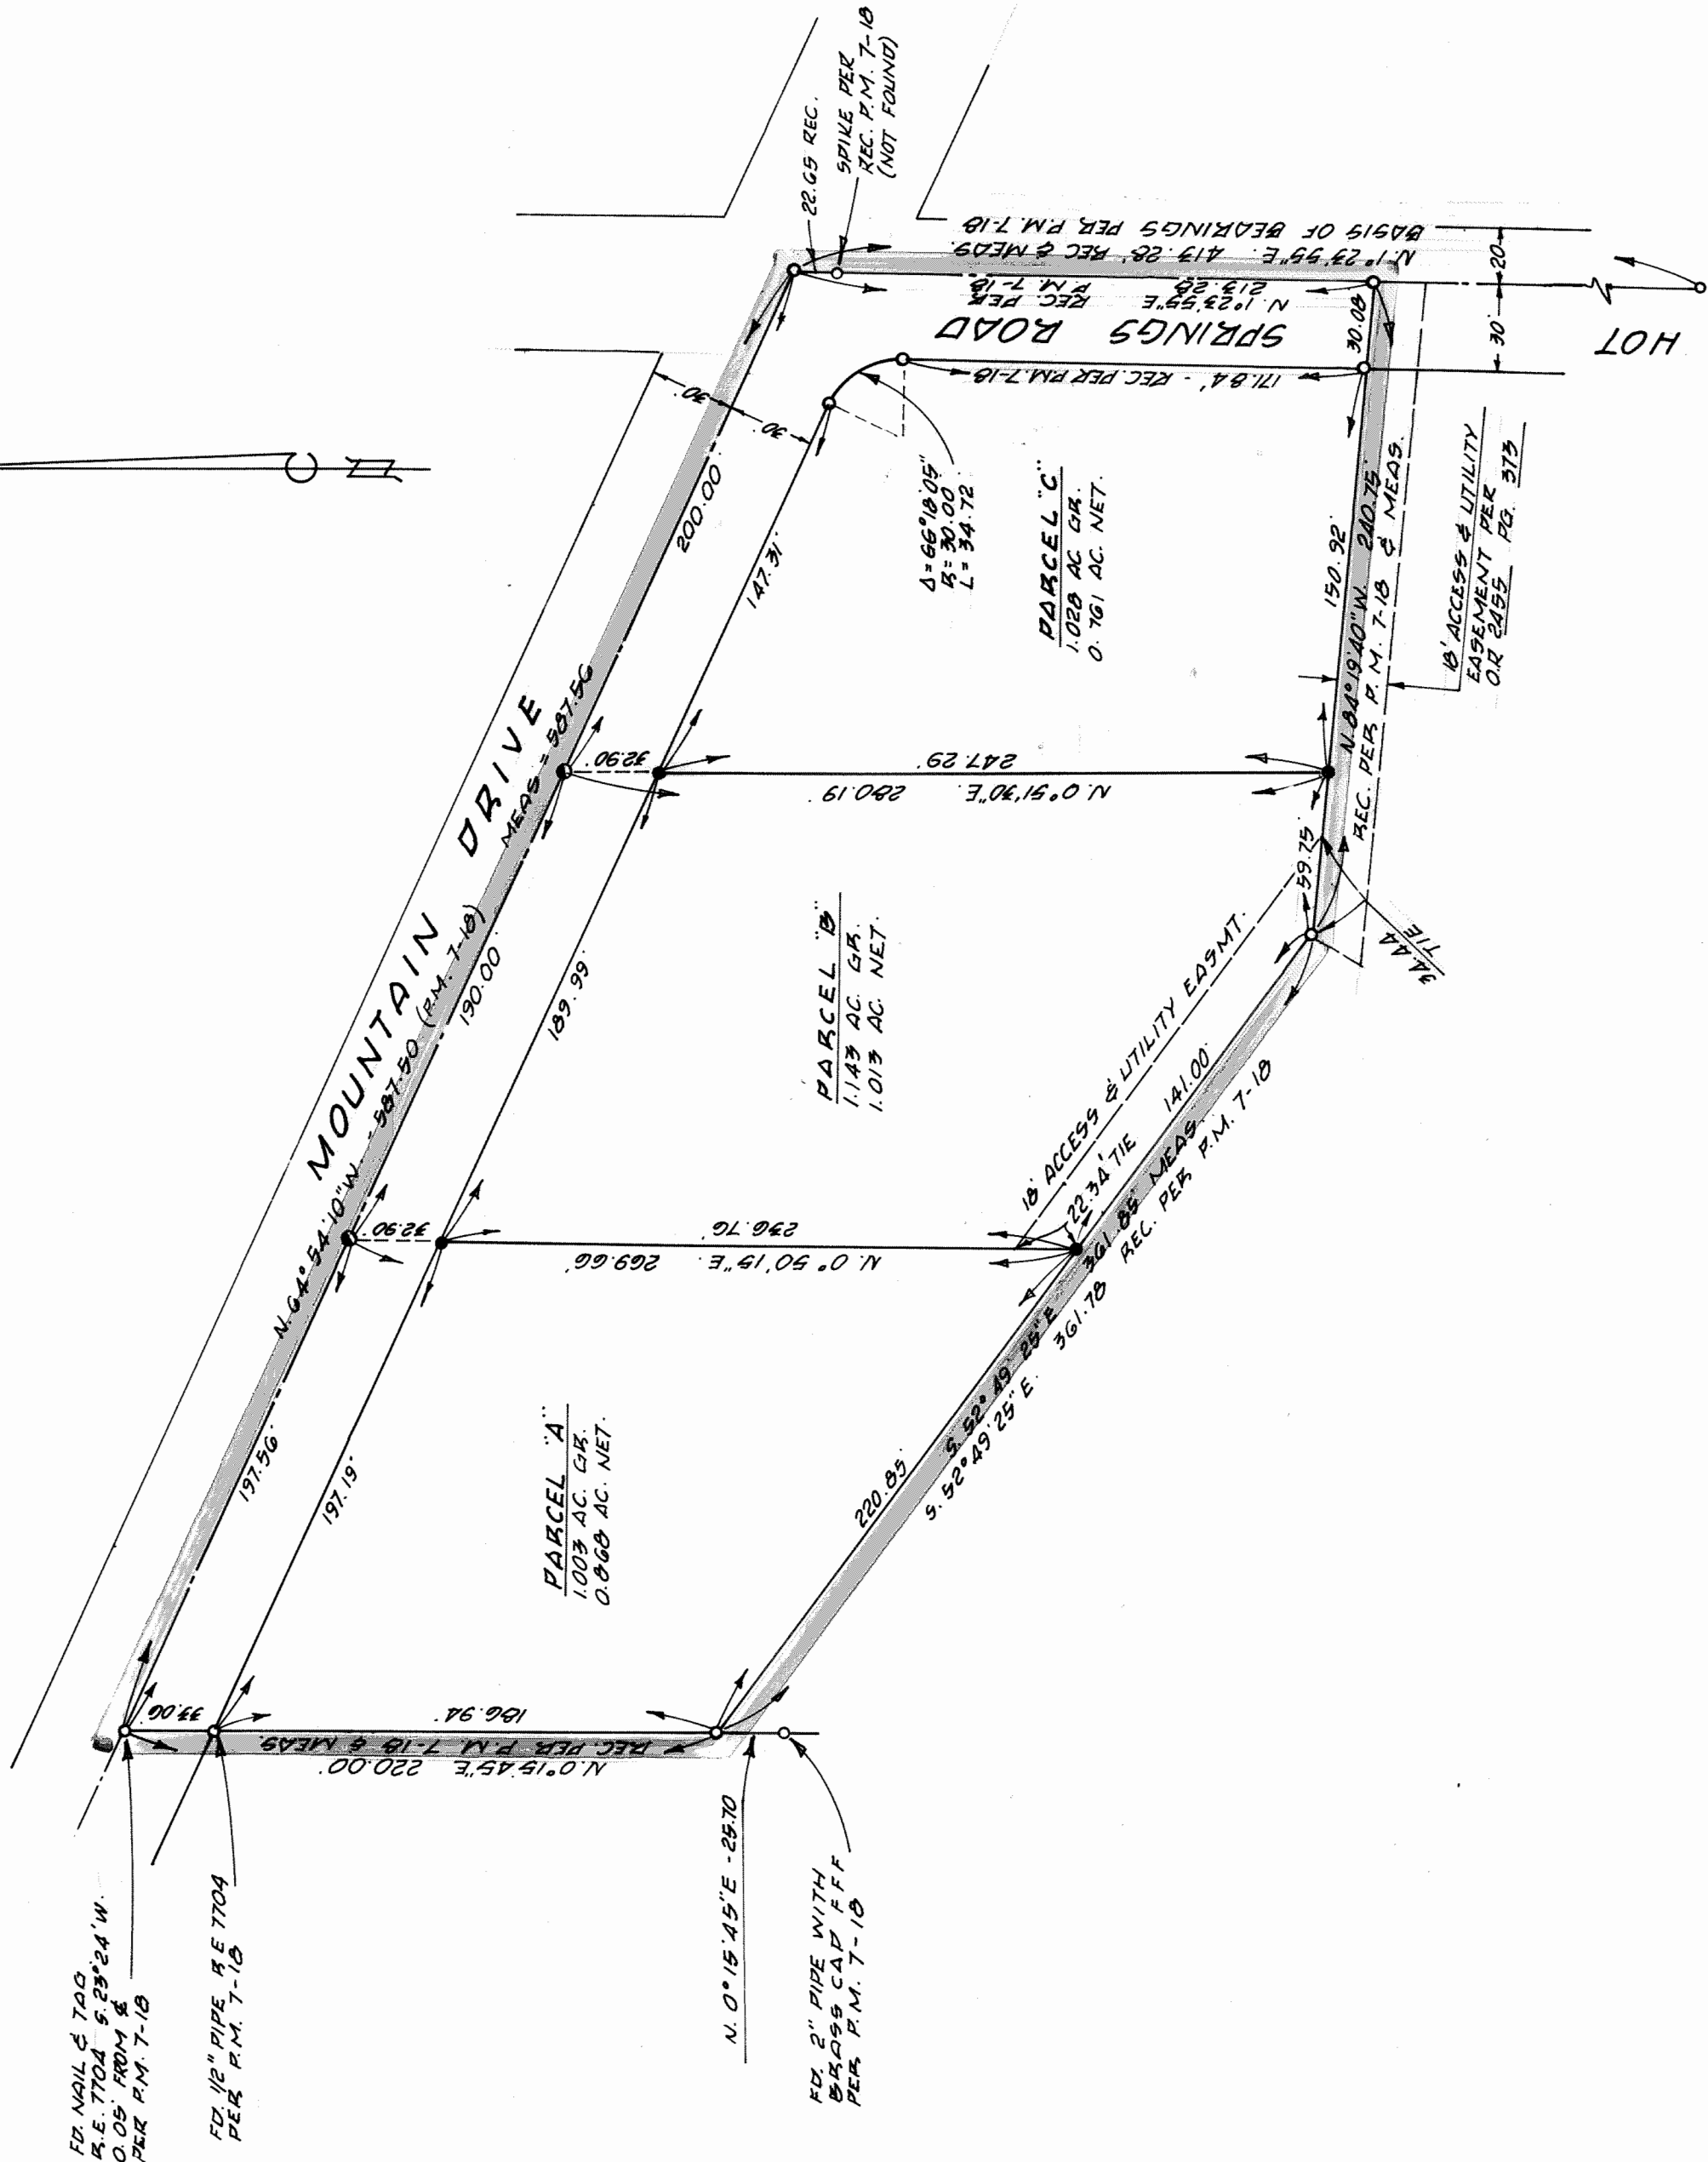 MOUNTAIN DRIVE
N. 64° 54' 10" W. - 587.50 (P.M. 7-18)
MEAS = 587.56
197.56'
190.00'
200.00'
30'
30'
197.19'
189.99'
147.31'
22.65 REC.
SPIKE PER
REC. P.M. 7-18
(NOT FOUND)
N. 1° 23' 55" E. 413.28' REC & MEAS.
BASIS OF BEARINGS PER P.M. 7-18
N. 1° 23' 55" E REC. PER
213.28 P.M. 7-18
HOT SPRINGS ROAD
171.84' - REC. PER P.M. 7-18
30.08
20'
30'
Δ = 66° 18' 05"
R = 30.00'
L = 34.72'
PARCEL "C"
1.028 AC. GR.
0.761 AC. NET.
150.92'
N. 84° 19' 40" W. 240.75'
REC. PER P. M. 7-18 & MEAS.
18' ACCESS & UTILITY
EASEMENT PER
O.R. 2455 PG. 373
32.90'
247.29'
N. 0° 51' 30" E. 280.19'
59.75'
34.44
TIE
PARCEL "B"
1.143 AC. GR.
1.013 AC. NET.
18' ACCESS & UTILITY EASMT.
22.34' TIE
141.00'
32.90'
236.76'
N. 0° 50' 15" E. 269.66'
S. 52° 49' 25" E 361.85' MEAS.
S. 52° 49' 25" E. 361.78 REC. PER P.M. 7-18
220.85'
PARCEL "A"
1.003 AC. GR.
0.868 AC. NET.
33.06'
186.94'
REC. PER P.M. 7-18 & MEAS.
N. 0° 15' 45" E 220.00'
FD. NAIL & TAG
R.E. 7704 S. 23° 24' W.
0.05' FROM ℄
PER P.M. 7-18
FD. 1/2" PIPE R E 7704
PER P.M. 7-18
N. 0° 15' 45" E - 25.70
FD. 2" PIPE WITH
BRASS CAP F F F
PER P.M. 7-18